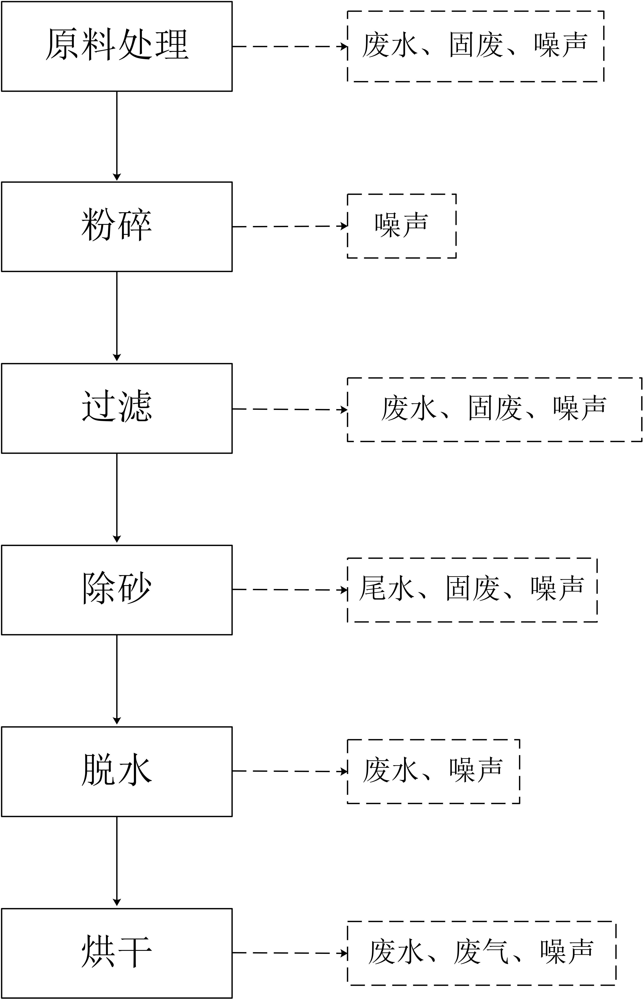 原料处理
废水、固废、噪声
粉碎
噪声
过滤
废水、固废、噪声
除砂
尾水、固废、噪声
脱水
废水、噪声
烘干
废水、废气、噪声